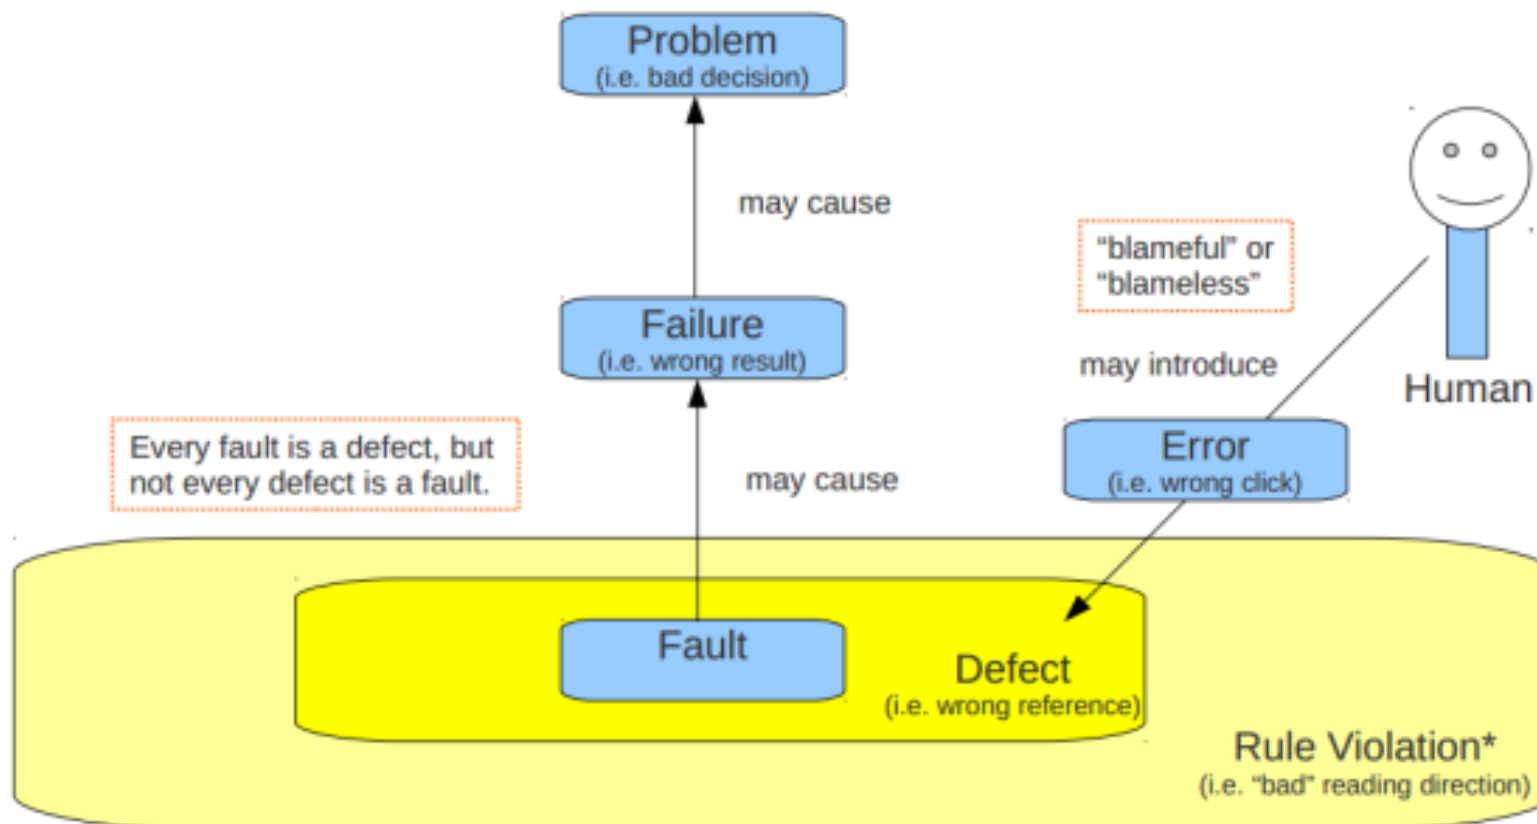 Problem
(i.e. bad decision)
may cause
“blameful” or
“blameless”
Failure
(i.e. wrong result)
may introduce
Human
Every fault is a defect, but
not every defect is a fault.
may cause
Error
(i.e. wrong click)
Fault
Defect
(i.e. wrong reference)
Rule Violation*
(i.e. “bad” reading direction)